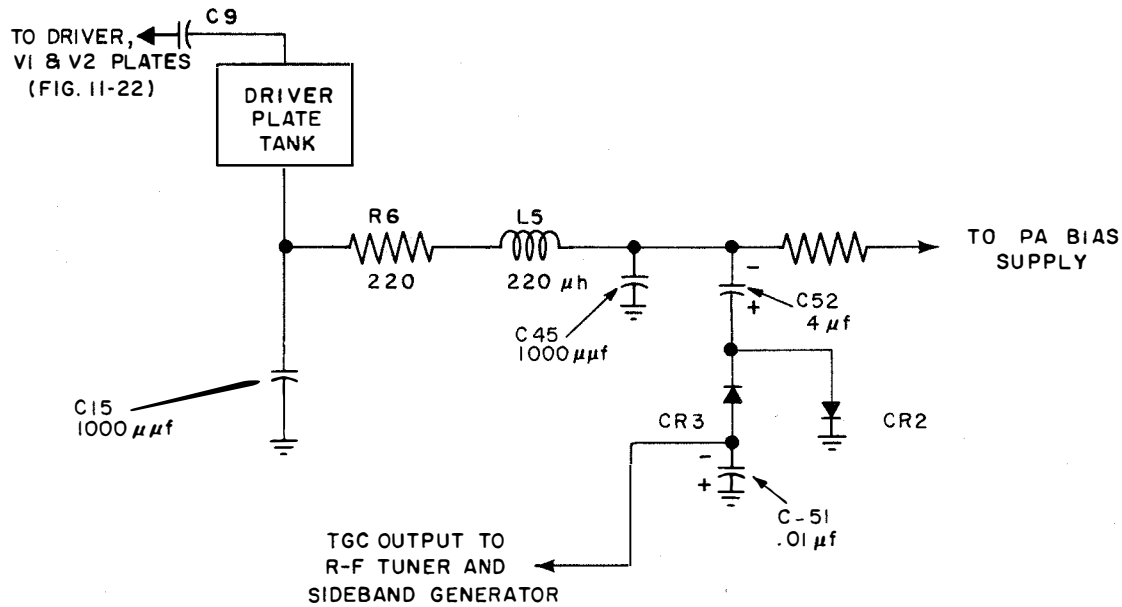 C9
TO DRIVER,
V1 & V2 PLATES
(FIG. 11-22)
DRIVER
PLATE
TANK
R6
220
L5
220 μh
TO PA BIAS
SUPPLY
C45
1000 μμf
-
+
C52
4 μf
C15
1000 μμf
CR3
CR2
-
+
C-51
.01 μf
TGC OUTPUT TO
R-F TUNER AND
SIDEBAND GENERATOR